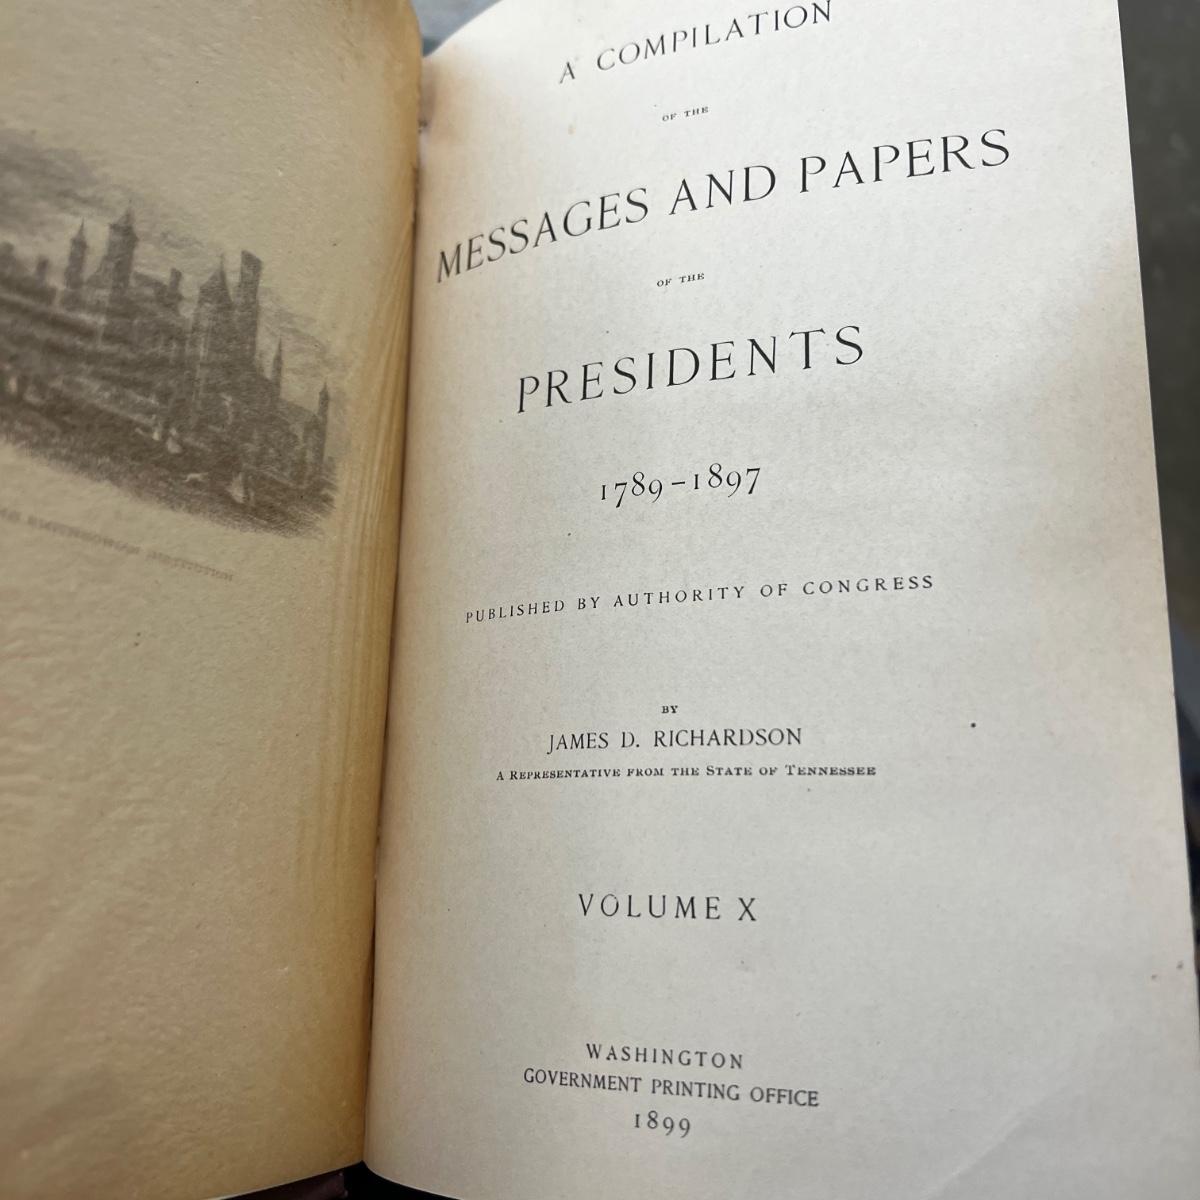 A COMPILATION
OF THE
MESSAGES AND PAPERS
OF THE
PRESIDENTS
1789–1897
PUBLISHED BY AUTHORITY OF CONGRESS
BY
JAMES D. RICHARDSON
A REPRESENTATIVE FROM THE STATE OF TENNESSEE
VOLUME X
WASHINGTON
GOVERNMENT PRINTING OFFICE
1899